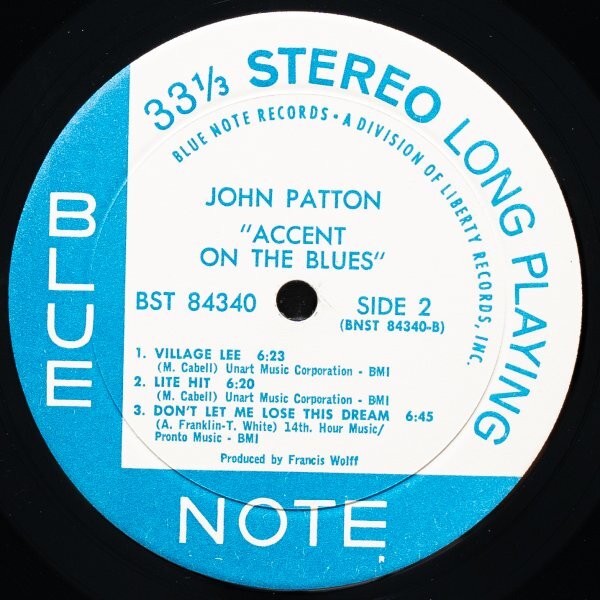 33⅓ STEREO LONG PLAYING
BLUE NOTE RECORDS • A DIVISION OF LIBERTY RECORDS, INC.
JOHN PATTON
"ACCENT
ON THE BLUES"
BST 84340 SIDE 2
(BNST 84340-B)
1. VILLAGE LEE 6:23
(M. Cabell) Unart Music Corporation - BMI
2. LITE HIT 6:20
(M. Cabell) Unart Music Corporation - BMI
3. DON'T LET ME LOSE THIS DREAM 6:45
(A. Franklin-T. White) 14th. Hour Music/
Pronto Music - BMI
Produced by Francis Wolff
BLUE
NOTE